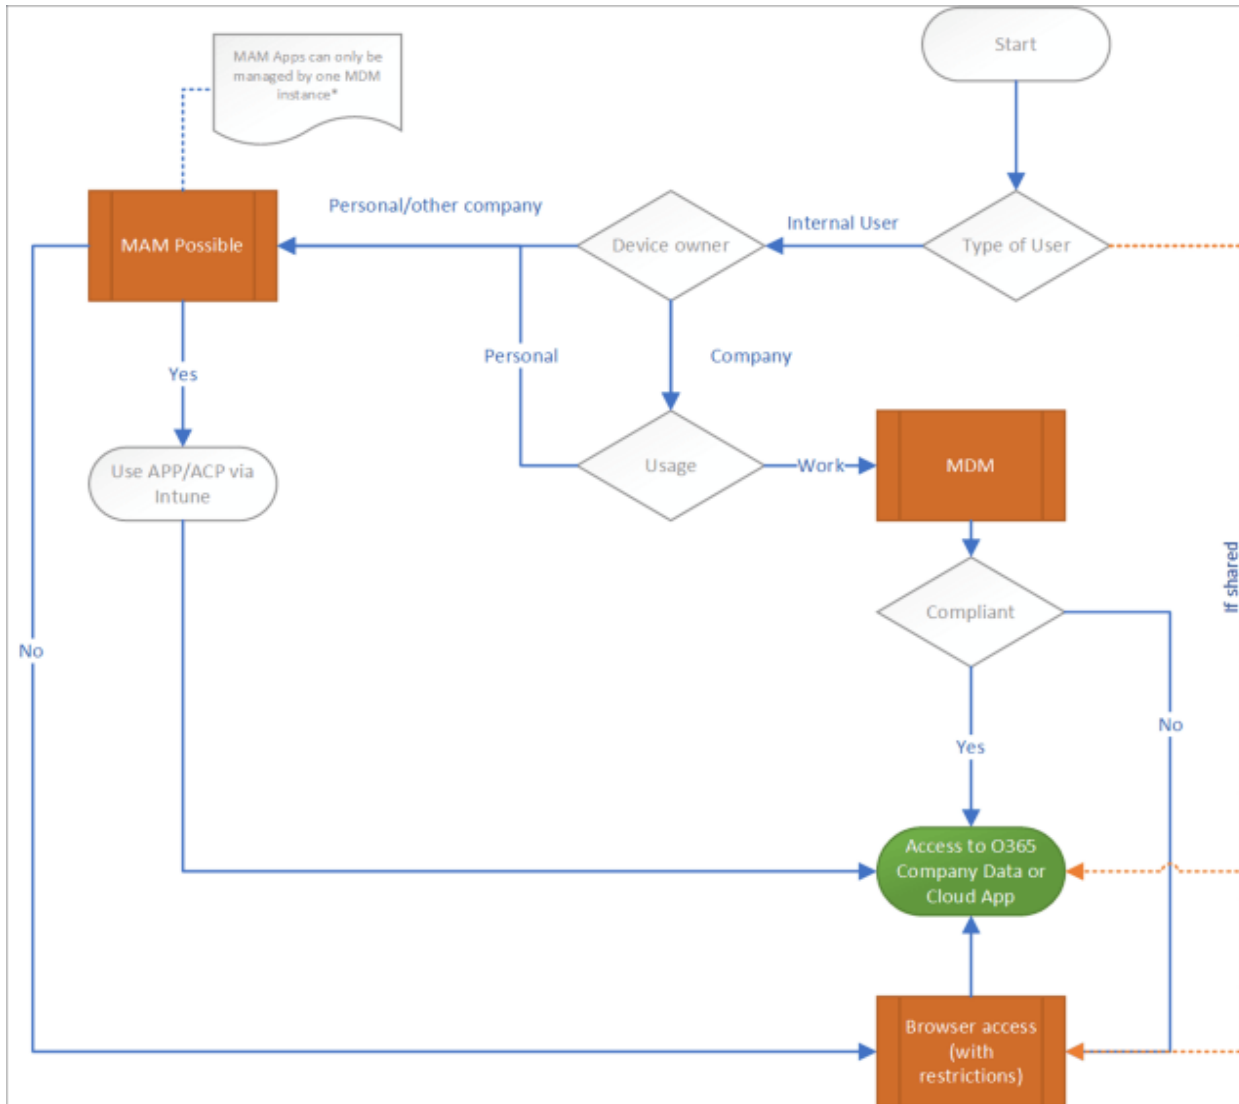 MAM Apps can only be
managed by one MDM
instance*
Start
Personal/other company
Internal User
MAM Possible
Device owner
Type of User
Personal
Company
Yes
Use APP/ACP via
Intune
Usage
Work
MDM
If shared
Compliant
No
No
Yes
Access to O365
Company Data or
Cloud App
Browser access
(with
restrictions)